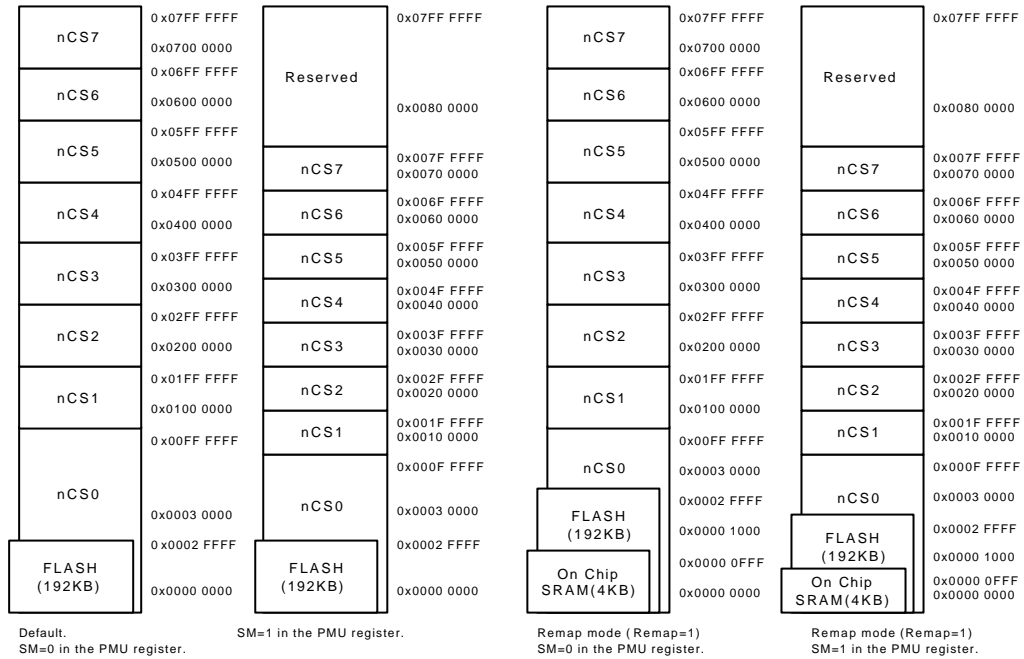 nCS7
0x07FF FFFF
0x0700 0000
nCS6
0x06FF FFFF
0x0600 0000
nCS5
0x05FF FFFF
0x0500 0000
nCS4
0x04FF FFFF
0x0400 0000
nCS3
0x03FF FFFF
0x0300 0000
nCS2
0x02FF FFFF
0x0200 0000
nCS1
0x01FF FFFF
0x0100 0000
nCS0
0x00FF FFFF
0x0003 0000
FLASH
(192KB)
0x0002 FFFF
0x0000 0000
Default.
SM=0 in the PMU register.
Reserved
0x07FF FFFF
0x0080 0000
nCS7
0x007F FFFF
0x0070 0000
nCS6
0x006F FFFF
0x0060 0000
nCS5
0x005F FFFF
0x0050 0000
nCS4
0x004F FFFF
0x0040 0000
nCS3
0x003F FFFF
0x0030 0000
nCS2
0x002F FFFF
0x0020 0000
nCS1
0x001F FFFF
0x0010 0000
nCS0
0x000F FFFF
0x0003 0000
FLASH
(192KB)
0x0002 FFFF
0x0000 0000
SM=1 in the PMU register.
nCS7
0x07FF FFFF
0x0700 0000
nCS6
0x06FF FFFF
0x0600 0000
nCS5
0x05FF FFFF
0x0500 0000
nCS4
0x04FF FFFF
0x0400 0000
nCS3
0x03FF FFFF
0x0300 0000
nCS2
0x02FF FFFF
0x0200 0000
nCS1
0x01FF FFFF
0x0100 0000
nCS0
0x00FF FFFF
0x0003 0000
FLASH
(192KB)
0x0002 FFFF
0x0000 1000
On Chip
SRAM(4KB)
0x0000 0FFF
0x0000 0000
Remap mode (Remap=1)
SM=0 in the PMU register.
Reserved
0x07FF FFFF
0x0080 0000
nCS7
0x007F FFFF
0x0070 0000
nCS6
0x006F FFFF
0x0060 0000
nCS5
0x005F FFFF
0x0050 0000
nCS4
0x004F FFFF
0x0040 0000
nCS3
0x003F FFFF
0x0030 0000
nCS2
0x002F FFFF
0x0020 0000
nCS1
0x001F FFFF
0x0010 0000
nCS0
0x000F FFFF
0x0003 0000
FLASH
(192KB)
0x0002 FFFF
0x0000 1000
On Chip
SRAM(4KB)
0x0000 0FFF
0x0000 0000
Remap mode (Remap=1)
SM=1 in the PMU register.